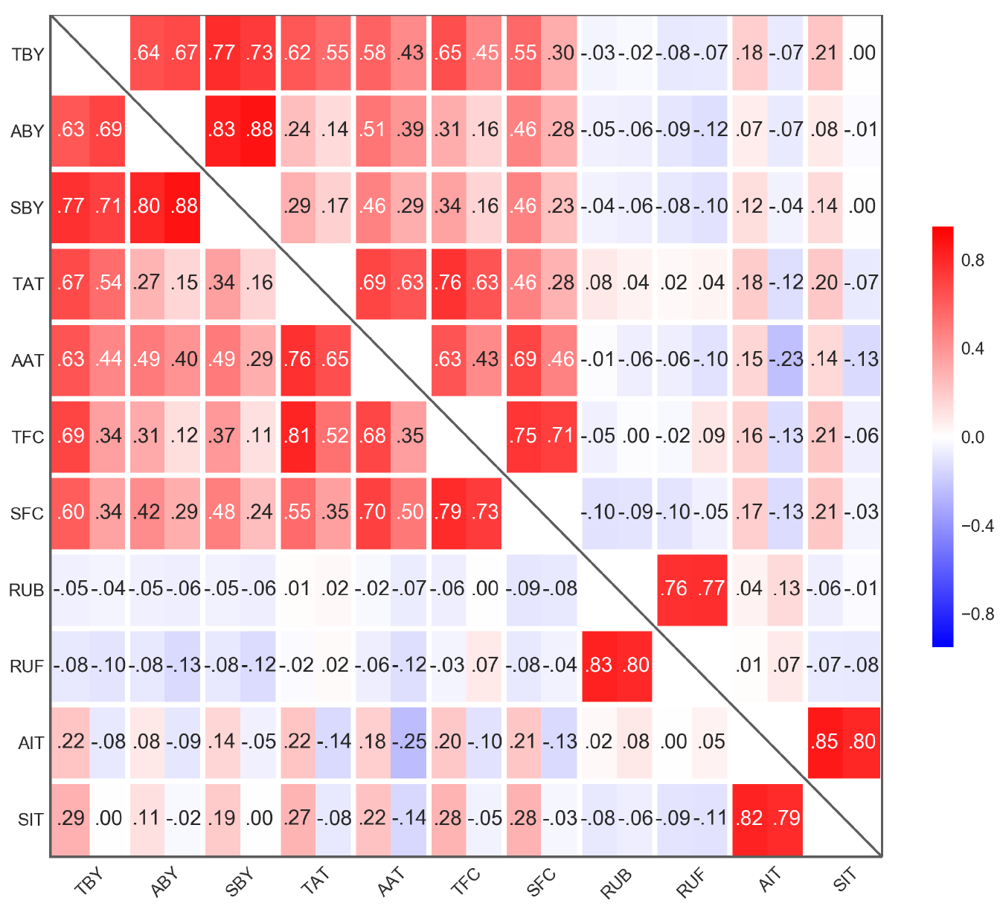 TBY .64 .67 .77 .73 .62 .55 .58 .43 .65 .45 .55 .30 -.03 -.02 -.08 -.07 .18 -.07 .21 .00
ABY .63 .69 .83 .88 .24 .14 .51 .39 .31 .16 .46 .28 -.05 -.06 -.09 -.12 .07 -.07 .08 -.01
SBY .77 .71 .80 .88 .29 .17 .46 .29 .34 .16 .46 .23 -.04 -.06 -.08 -.10 .12 -.04 .14 .00
TAT .67 .54 .27 .15 .34 .16 .69 .63 .76 .63 .46 .28 .08 .04 .02 .04 .18 -.12 .20 -.07
AAT .63 .44 .49 .40 .49 .29 .76 .65 .63 .43 .69 .46 -.01 -.06 -.06 -.10 .15 -.23 .14 -.13
TFC .69 .34 .31 .12 .37 .11 .81 .52 .68 .35 .75 .71 -.05 .00 -.02 .09 .16 -.13 .21 -.06
SFC .60 .34 .42 .29 .48 .24 .55 .35 .70 .50 .79 .73 -.10 -.09 -.10 -.05 .17 -.13 .21 -.03
RUB -.05 -.04 -.05 -.06 -.05 -.06 .01 .02 -.02 -.07 -.06 .00 -.09 -.08 .76 .77 .04 .13 -.06 -.01
RUF -.08 -.10 -.08 -.13 -.08 -.12 -.02 .02 -.06 -.12 -.03 .07 -.08 -.04 .83 .80 .01 .07 -.07 -.08
AIT .22 -.08 .08 -.09 .14 -.05 .22 -.14 .18 -.25 .20 -.10 .21 -.13 .02 .08 .00 .05 .85 .80
SIT .29 .00 .11 -.02 .19 .00 .27 -.08 .22 -.14 .28 -.05 .28 -.03 -.08 -.06 -.09 -.11 .82 .79
TBY ABY SBY TAT AAT TFC SFC RUB RUF AIT SIT
0.8
0.4
0.0
−0.4
−0.8